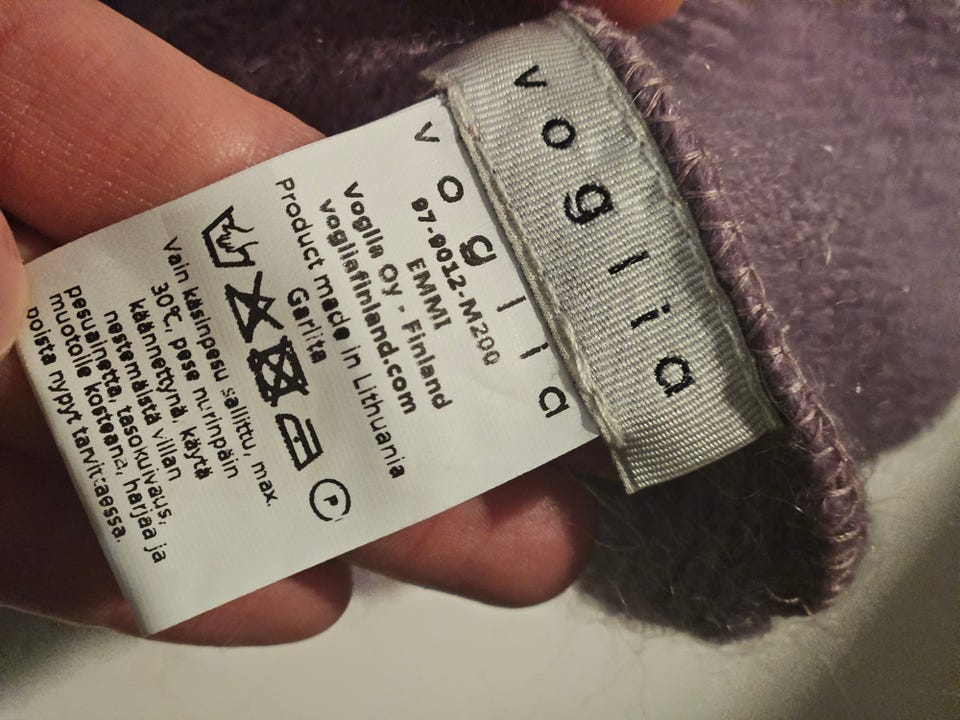 voglia
voglia
97-9012-M200
EMMI
Voglia Oy - Finland
vogliafinland.com
Product made in Lithuania
Garlita
P
Vain käsinpesu sallittu, max.
30°C, pese nurinpäin
käännettynä, käytä
nestemäistä villan
pesuainetta, tasokuivaus,
muotoile kosteana, harjaa ja
poista nypyt tarvittaessa.